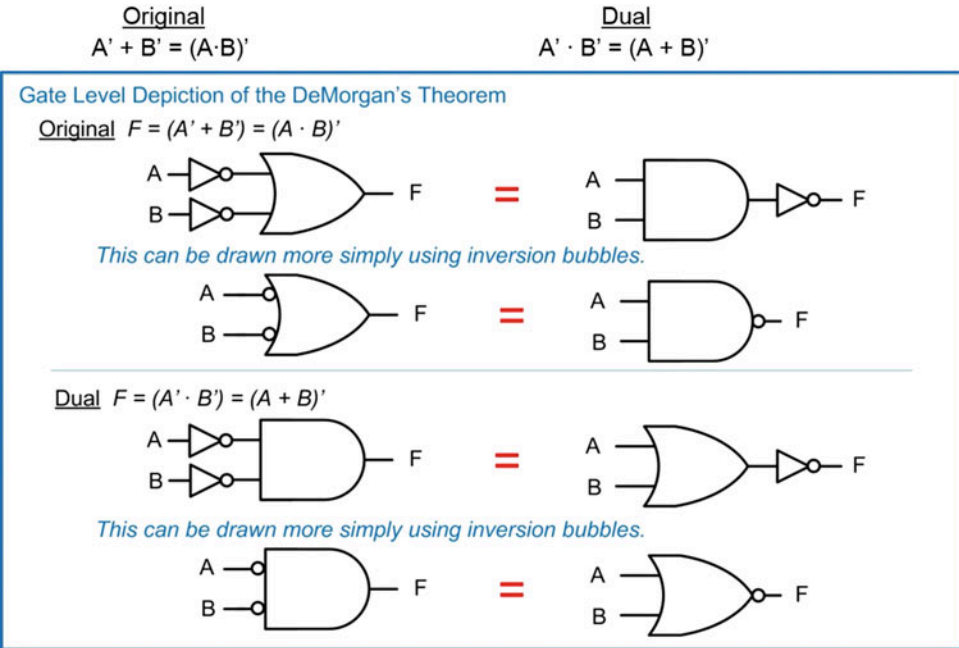 Original Dual
A’ + B’ = (A·B)’ A’ · B’ = (A + B)’
Gate Level Depiction of the DeMorgan’s Theorem
Original F = (A’ + B’) = (A · B)’
A
B
F
=
A
B
F
This can be drawn more simply using inversion bubbles.
A
B
F
=
A
B
F
Dual F = (A’ · B’) = (A + B)’
A
B
F
=
A
B
F
This can be drawn more simply using inversion bubbles.
A
B
F
=
A
B
F